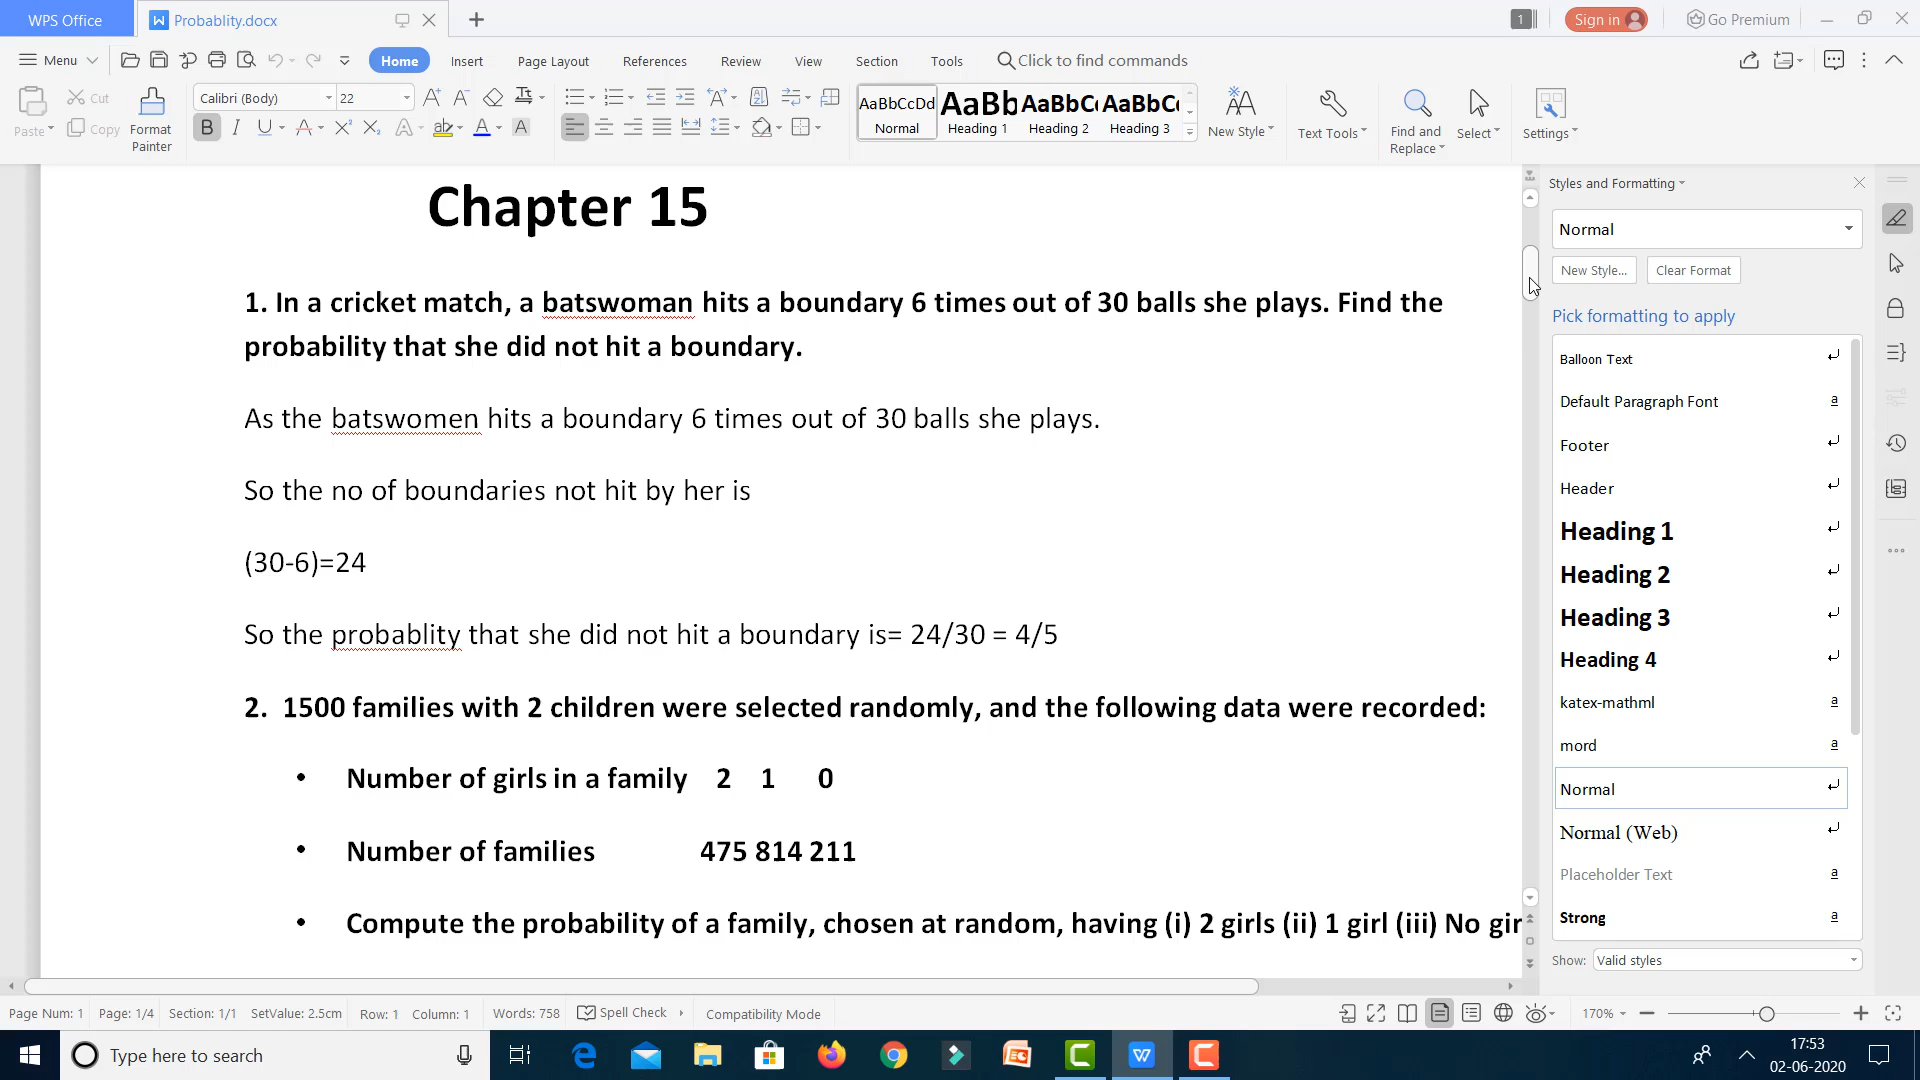 WPS Office
Probablity.docx
1
Sign in
Go Premium
Menu
Home
Insert
Page Layout
References
Review
View
Section
Tools
Click to find commands
Paste
Cut
Copy
Format Painter
Calibri (Body)
22
AaBbCcDd
Normal
AaBb
Heading 1
AaBbC
Heading 2
AaBbC
Heading 3
New Style
Text Tools
Find and Replace
Select
Settings
Chapter 15
1. In a cricket match, a batswoman hits a boundary 6 times out of 30 balls she plays. Find the
probability that she did not hit a boundary.
As the batswomen hits a boundary 6 times out of 30 balls she plays.
So the no of boundaries not hit by her is
(30-6)=24
So the probablity that she did not hit a boundary is= 24/30 = 4/5
2. 1500 families with 2 children were selected randomly, and the following data were recorded:
• Number of girls in a family 2 1 0
• Number of families 475 814 211
• Compute the probability of a family, chosen at random, having (i) 2 girls (ii) 1 girl (iii) No gir
Styles and Formatting
Normal
New Style...
Clear Format
Pick formatting to apply
Balloon Text
Default Paragraph Font
Footer
Header
Heading 1
Heading 2
Heading 3
Heading 4
katex-mathml
mord
Normal
Normal (Web)
Placeholder Text
Strong
Show: Valid styles
Page Num: 1
Page: 1/4
Section: 1/1
SetValue: 2.5cm
Row: 1
Column: 1
Words: 758
Spell Check
Compatibility Mode
170%
Type here to search
17:53
02-06-2020